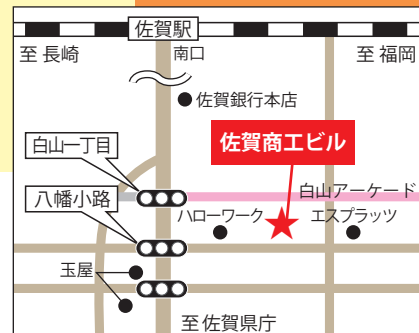 佐賀駅
至 長崎
南口
至 福岡
佐賀銀行本店
佐賀商工ビル
白山一丁目
白山アーケード
八幡小路
ハローワーク
エスプラッツ
玉屋
至 佐賀県庁